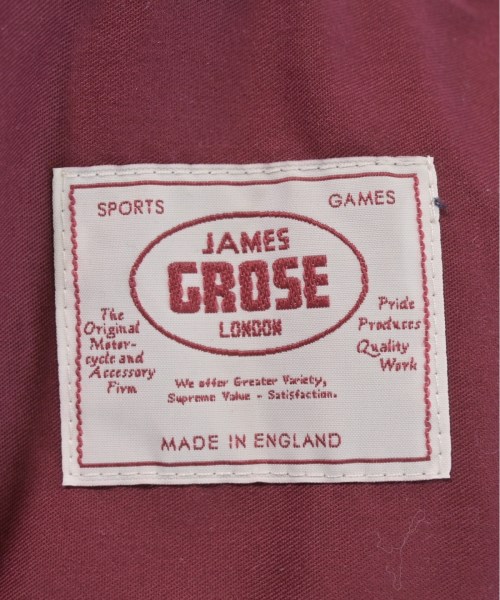 SPORTS GAMES
JAMES
GROSE
LONDON
The
Original
Motor-
cycle and
Accessory
Firm
Pride
Produces
Quality
Work
We offer Greater Variety,
Supreme Value - Satisfaction.
MADE IN ENGLAND